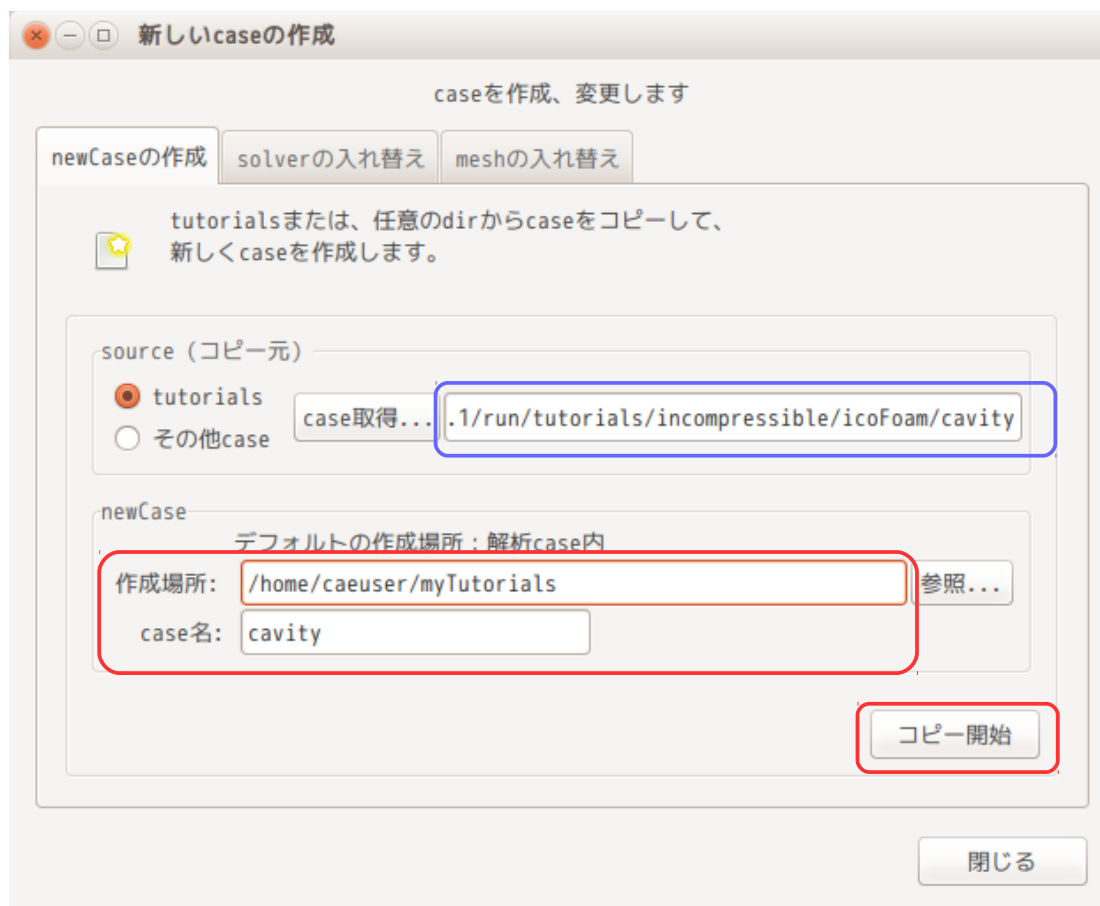 新しいcaseの作成
caseを作成、変更します
newCaseの作成 solverの入れ替え meshの入れ替え
tutorialsまたは、任意のdirからcaseをコピーして、
新しくcaseを作成します。
source (コピー元)
tutorials
その他case
case取得... .1/run/tutorials/incompressible/icoFoam/cavity
newCase
デフォルトの作成場所：解析case内
作成場所: /home/caeuser/myTutorials 参照...
case名: cavity
コピー開始
閉じる